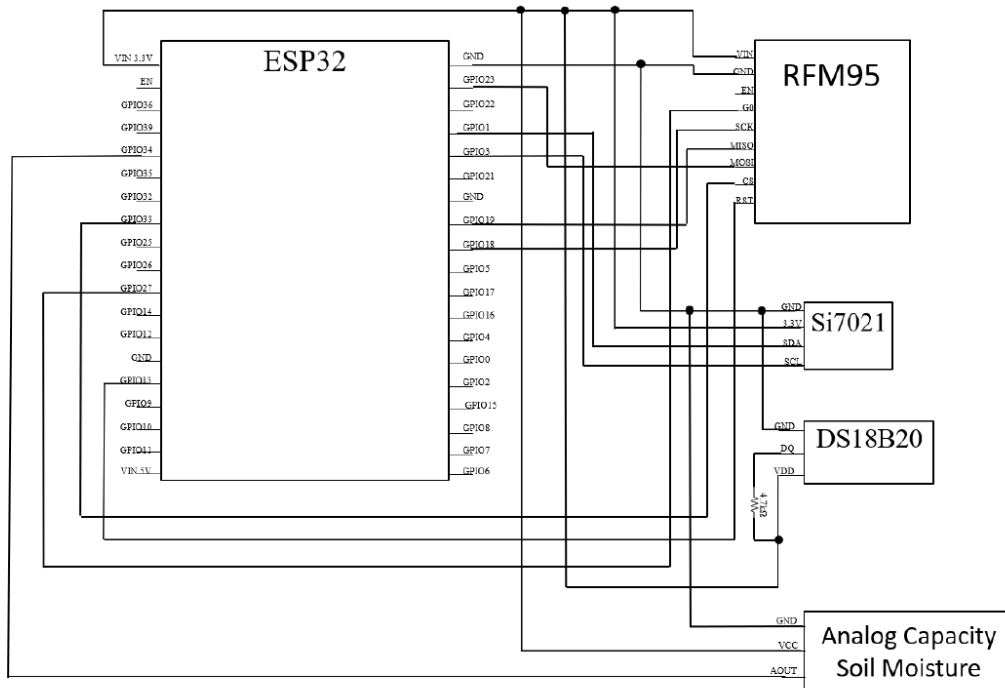 ESP32
VIN 3.3V
EN
GPIO36
GPIO39
GPIO34
GPIO35
GPIO32
GPIO33
GPIO25
GPIO26
GPIO27
GPIO14
GPIO12
GND
GPIO13
GPIO9
GPIO10
GPIO11
VIN 5V
GND
GPIO23
GPIO22
GPIO1
GPIO3
GPIO21
GND
GPIO19
GPIO18
GPIO5
GPIO17
GPIO16
GPIO4
GPIO0
GPIO2
GPIO15
GPIO8
GPIO7
GPIO6
RFM95
VIN
GND
EN
G0
SCK
MISO
MOSI
CS
RST
Si7021
GND
3.3V
SDA
SCL
DS18B20
GND
DQ
VDD
4.7kΩ
Analog Capacity
Soil Moisture
GND
VCC
AOUT